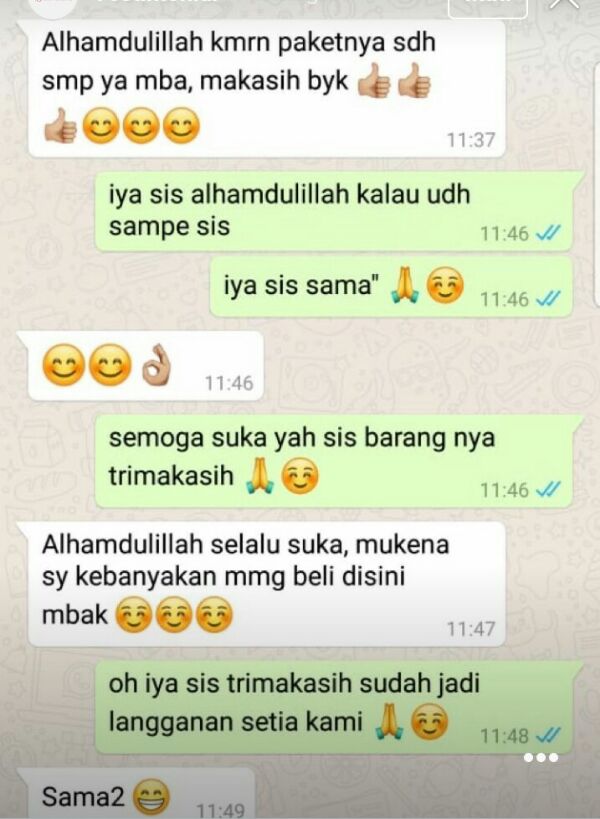 Alhamdulillah kmrn paketnya sdh
smp ya mba, makasih byk 👍👍
👍😊😊😊
11:37
iya sis alhamdulillah kalau udh
sampe sis
11:46
iya sis sama" 🙏☺️
11:46
😊😊👌
11:46
semoga suka yah sis barang nya
trimakasih 🙏☺️
11:46
Alhamdulillah selalu suka, mukena
sy kebanyakan mmg beli disini
mbak ☺️☺️☺️
11:47
oh iya sis trimakasih sudah jadi
langganan setia kami 🙏☺️
11:48
Sama2 😁
11:49